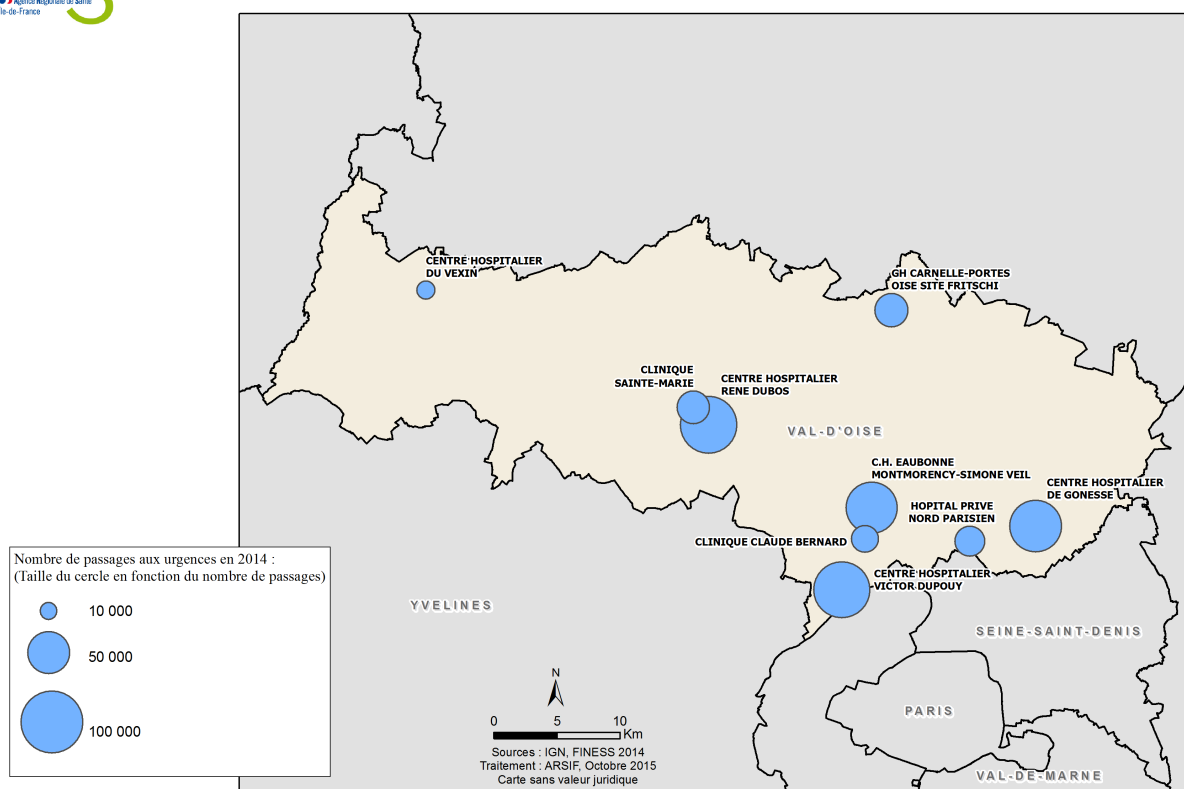 Agence Régionale de Santé
Ile-de-France
CENTRE HOSPITALIER
DU VEXIN
GH CARNELLE-PORTES
OISE SITE FRITSCHI
CLINIQUE
SAINTE-MARIE
CENTRE HOSPITALIER
RENE DUBOS
VAL-D'OISE
C.H. EAUBONNE
MONTMORENCY-SIMONE VEIL
CENTRE HOSPITALIER
DE GONESSE
HOPITAL PRIVE
NORD PARISIEN
CLINIQUE CLAUDE BERNARD
CENTRE HOSPITALIER
VICTOR DUPOUY
YVELINES
SEINE-SAINT-DENIS
PARIS
VAL-DE-MARNE
Nombre de passages aux urgences en 2014 :
(Taille du cercle en fonction du nombre de passages)
10 000
50 000
100 000
N
0 5 10
Km
Sources : IGN, FINESS 2014
Traitement : ARSIF, Octobre 2015
Carte sans valeur juridique